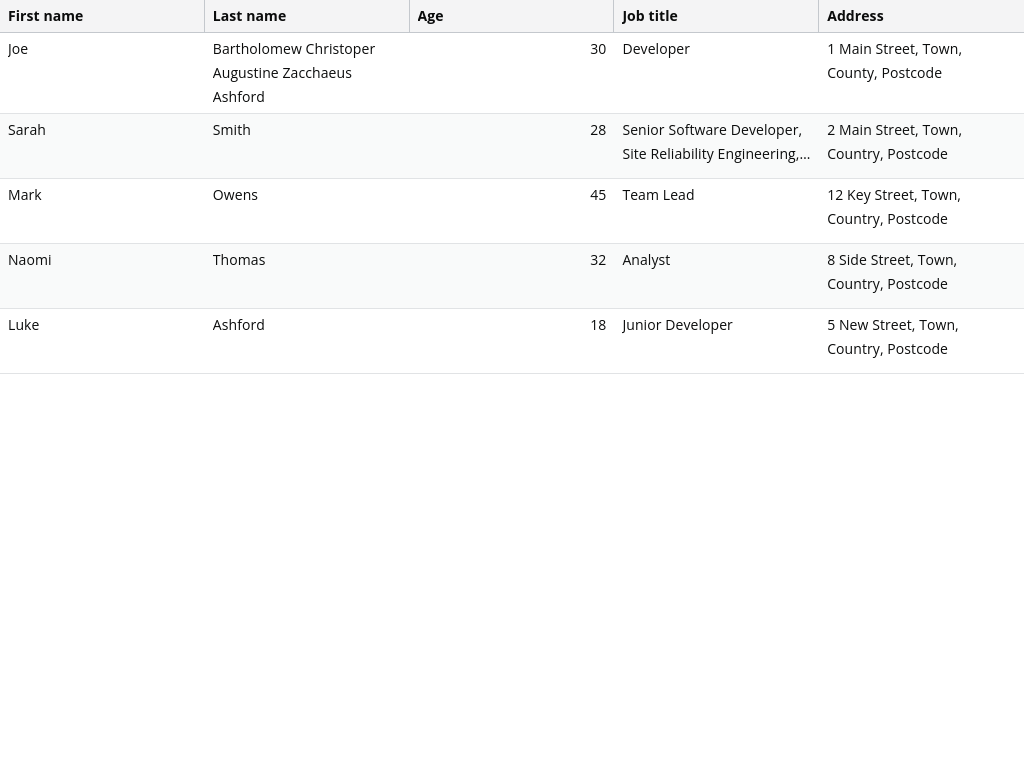 First name Last name Age Job title Address
Joe Bartholomew Christoper 30 Developer 1 Main Street, Town,
Augustine Zacchaeus County, Postcode
Ashford
Sarah Smith 28 Senior Software Developer, 2 Main Street, Town,
Site Reliability Engineering,... Country, Postcode
Mark Owens 45 Team Lead 12 Key Street, Town,
Country, Postcode
Naomi Thomas 32 Analyst 8 Side Street, Town,
Country, Postcode
Luke Ashford 18 Junior Developer 5 New Street, Town,
Country, Postcode